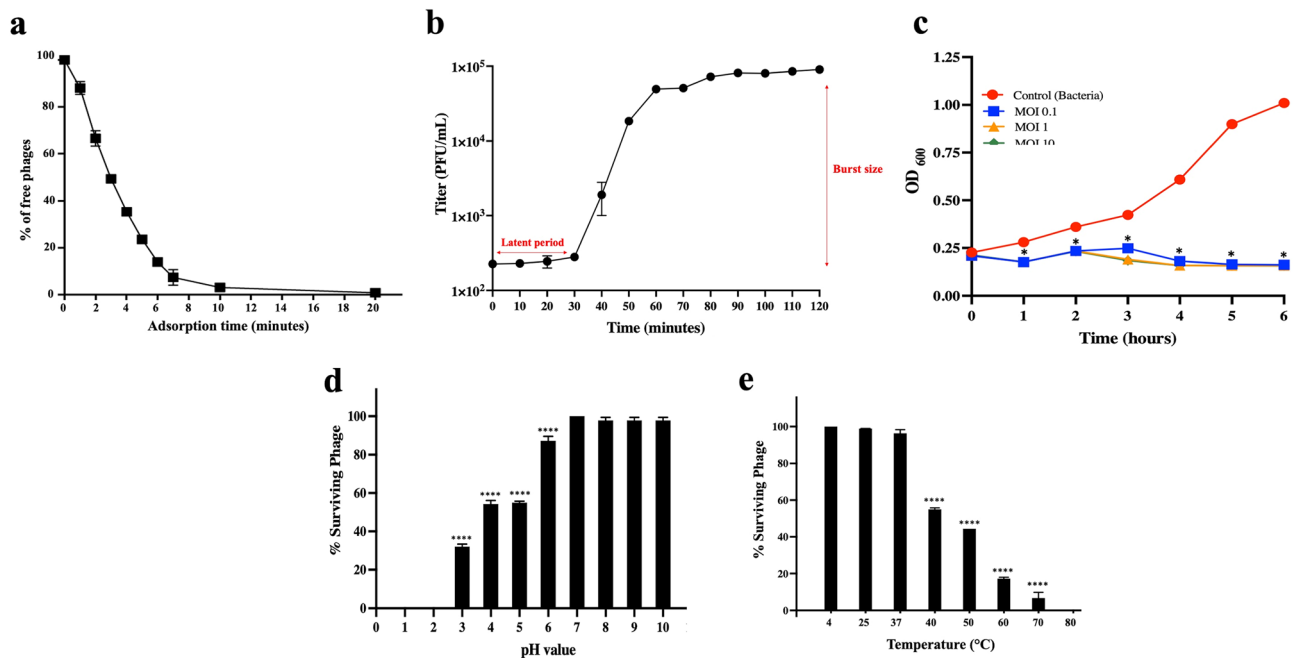 a
100
80
60
40
20
0
% of free phages
0 2 4 6 8 10 12 14 16 18 20
Adsorption time (minutes)
b
1×10⁵
1×10⁴
1×10³
1×10²
Titer (PFU/mL)
Latent period
Burst size
0 10 20 30 40 50 60 70 80 90 100 110 120
Time (minutes)
c
1.25
1.00
0.75
0.50
0.25
0.00
OD 600
Control (Bacteria)
MOI 0.1
MOI 1
MOI 10
* * * * * *
0 1 2 3 4 5 6
Time (hours)
d
100
80
60
40
20
0
% Surviving Phage
**** **** **** ****
0 1 2 3 4 5 6 7 8 9 10
pH value
e
100
80
60
40
20
0
% Surviving Phage
**** **** **** ****
4 25 37 40 50 60 70 80
Temperature (°C)